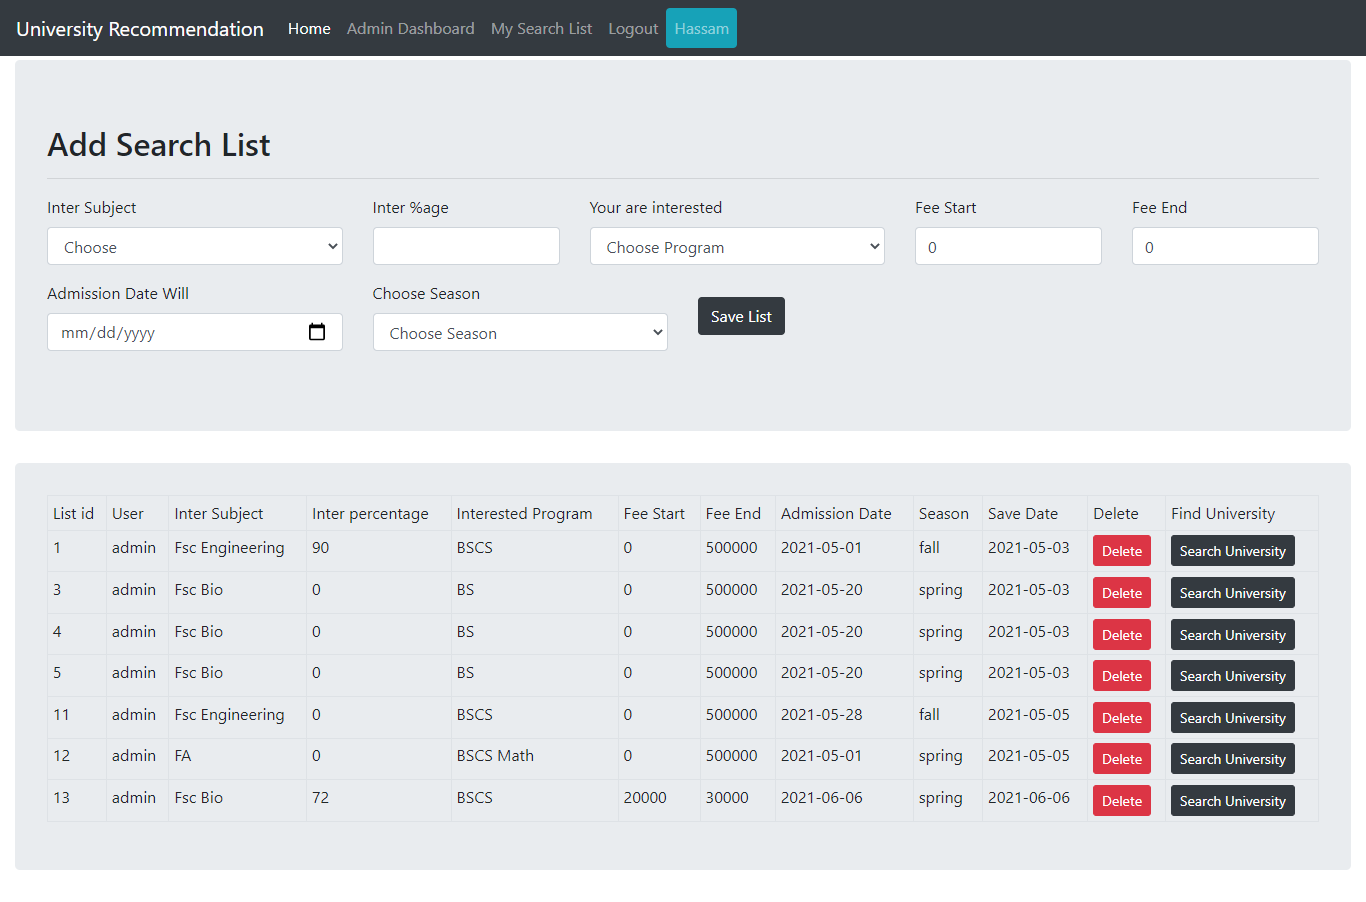 University Recommendation Home Admin Dashboard My Search List Logout Hassam
Add Search List
Inter Subject Inter %age Your are interested Fee Start Fee End
Choose Choose Program 0 0
Admission Date Will Choose Season
mm/dd/yyyy Choose Season Save List
List id User Inter Subject Inter percentage Interested Program Fee Start Fee End Admission Date Season Save Date Delete Find University
1 admin Fsc Engineering 90 BSCS 0 500000 2021-05-01 fall 2021-05-03 Delete Search University
3 admin Fsc Bio 0 BS 0 500000 2021-05-20 spring 2021-05-03 Delete Search University
4 admin Fsc Bio 0 BS 0 500000 2021-05-20 spring 2021-05-03 Delete Search University
5 admin Fsc Bio 0 BS 0 500000 2021-05-20 spring 2021-05-03 Delete Search University
11 admin Fsc Engineering 0 BSCS 0 500000 2021-05-28 fall 2021-05-05 Delete Search University
12 admin FA 0 BSCS Math 0 500000 2021-05-01 spring 2021-05-05 Delete Search University
13 admin Fsc Bio 72 BSCS 20000 30000 2021-06-06 spring 2021-06-06 Delete Search University